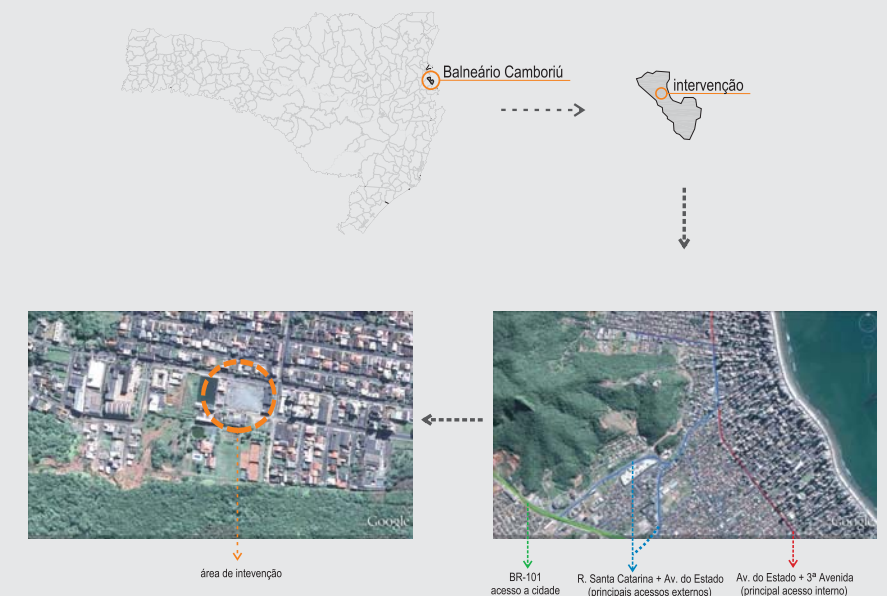 Balneário Camboriú
intervenção
Google
Google
área de intevenção
BR-101
acesso a cidade
R. Santa Catarina + Av. do Estado
(principais acessos externos)
Av. do Estado + 3ª Avenida
(principal acesso interno)